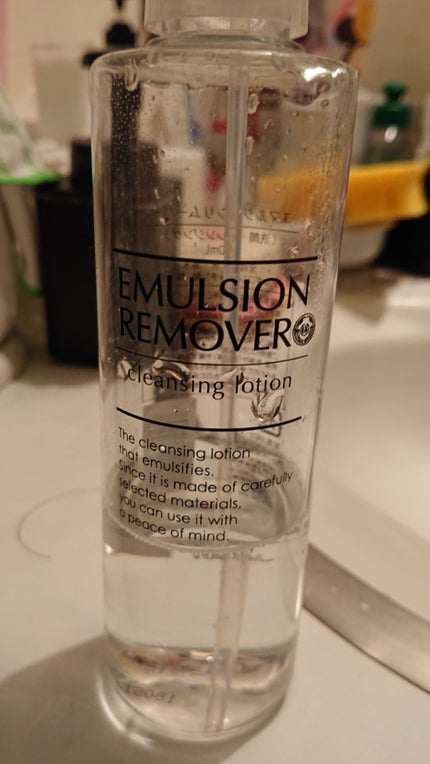 EMULSION
REMOVER
cleansing lotion
The cleansing lotion
that emulsifies.
Since it is made of carefully
selected materials,
you can use it with
a peace of mind.